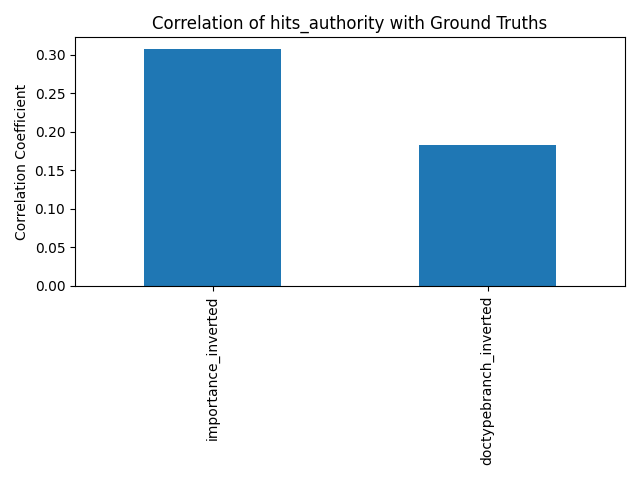 Correlation of hits_authority with Ground Truths
Correlation Coefficient
0.30
0.25
0.20
0.15
0.10
0.05
0.00
importance_inverted
doctypebranch_inverted